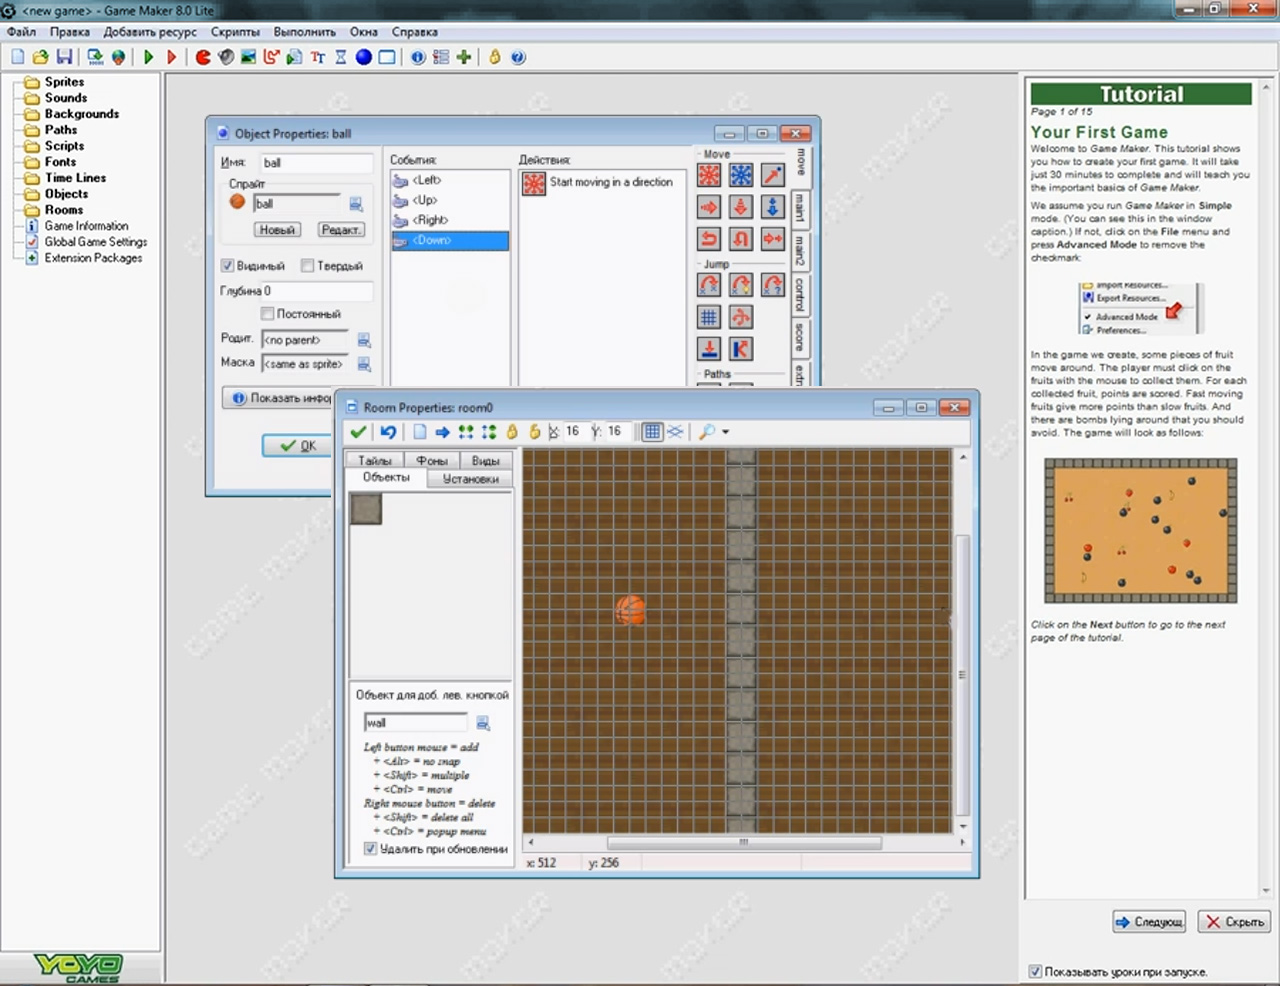 <new game> - Game Maker 8.0 Lite
Файл Правка Добавить ресурс Скрипты Выполнить Окна Справка
Sprites
Sounds
Backgrounds
Paths
Scripts
Fonts
Time Lines
Objects
Rooms
Game Information
Global Game Settings
Extension Packages
YOYO
GAMES
Object Properties: ball
Имя: ball
Спрайт
ball
Новый Редакт.
Видимый Твердый
Глубина 0
Постоянный
Родит. <no parent>
Маска <same as sprite>
Показать инфор
OK
События:
<Left>
<Up>
<Right>
<Down>
Действия:
Start moving in a direction
Move
Jump
Paths
move
main1
main2
control
score
extr
Room Properties: room0
X: 16 Y: 16
Тайлы Фоны Виды
Объекты Установки
Объект для доб. лев. кнопкой
wall
Left button mouse = add
+ <Alt> = no snap
+ <Shift> = multiple
+ <Ctrl> = move
Right mouse button = delete
+ <Shift> = delete all
+ <Ctrl> = popup menu
Удалить при обновлении
x: 512 y: 256
Tutorial
Page 1 of 15
Your First Game
Welcome to Game Maker. This tutorial shows
you how to create your first game. It will take
just 30 minutes to complete and will teach you
the important basics of Game Maker.
We assume you run Game Maker in Simple
mode. (You can see this in the window
caption.) If not, click on the File menu and
press Advanced Mode to remove the
checkmark:
Import Resources...
Export Resources...
Advanced Mode
Preferences...
In the game we create, some pieces of fruit
move around. The player must click on the
fruits with the mouse to collect them. For each
collected fruit, points are scored. Fast moving
fruits give more points than slow fruits. And
there are bombs lying around that you should
avoid. The game will look as follows:
Click on the Next button to go to the next
page of the tutorial.
Следующ. Скрыть
Показывать уроки при запуске.